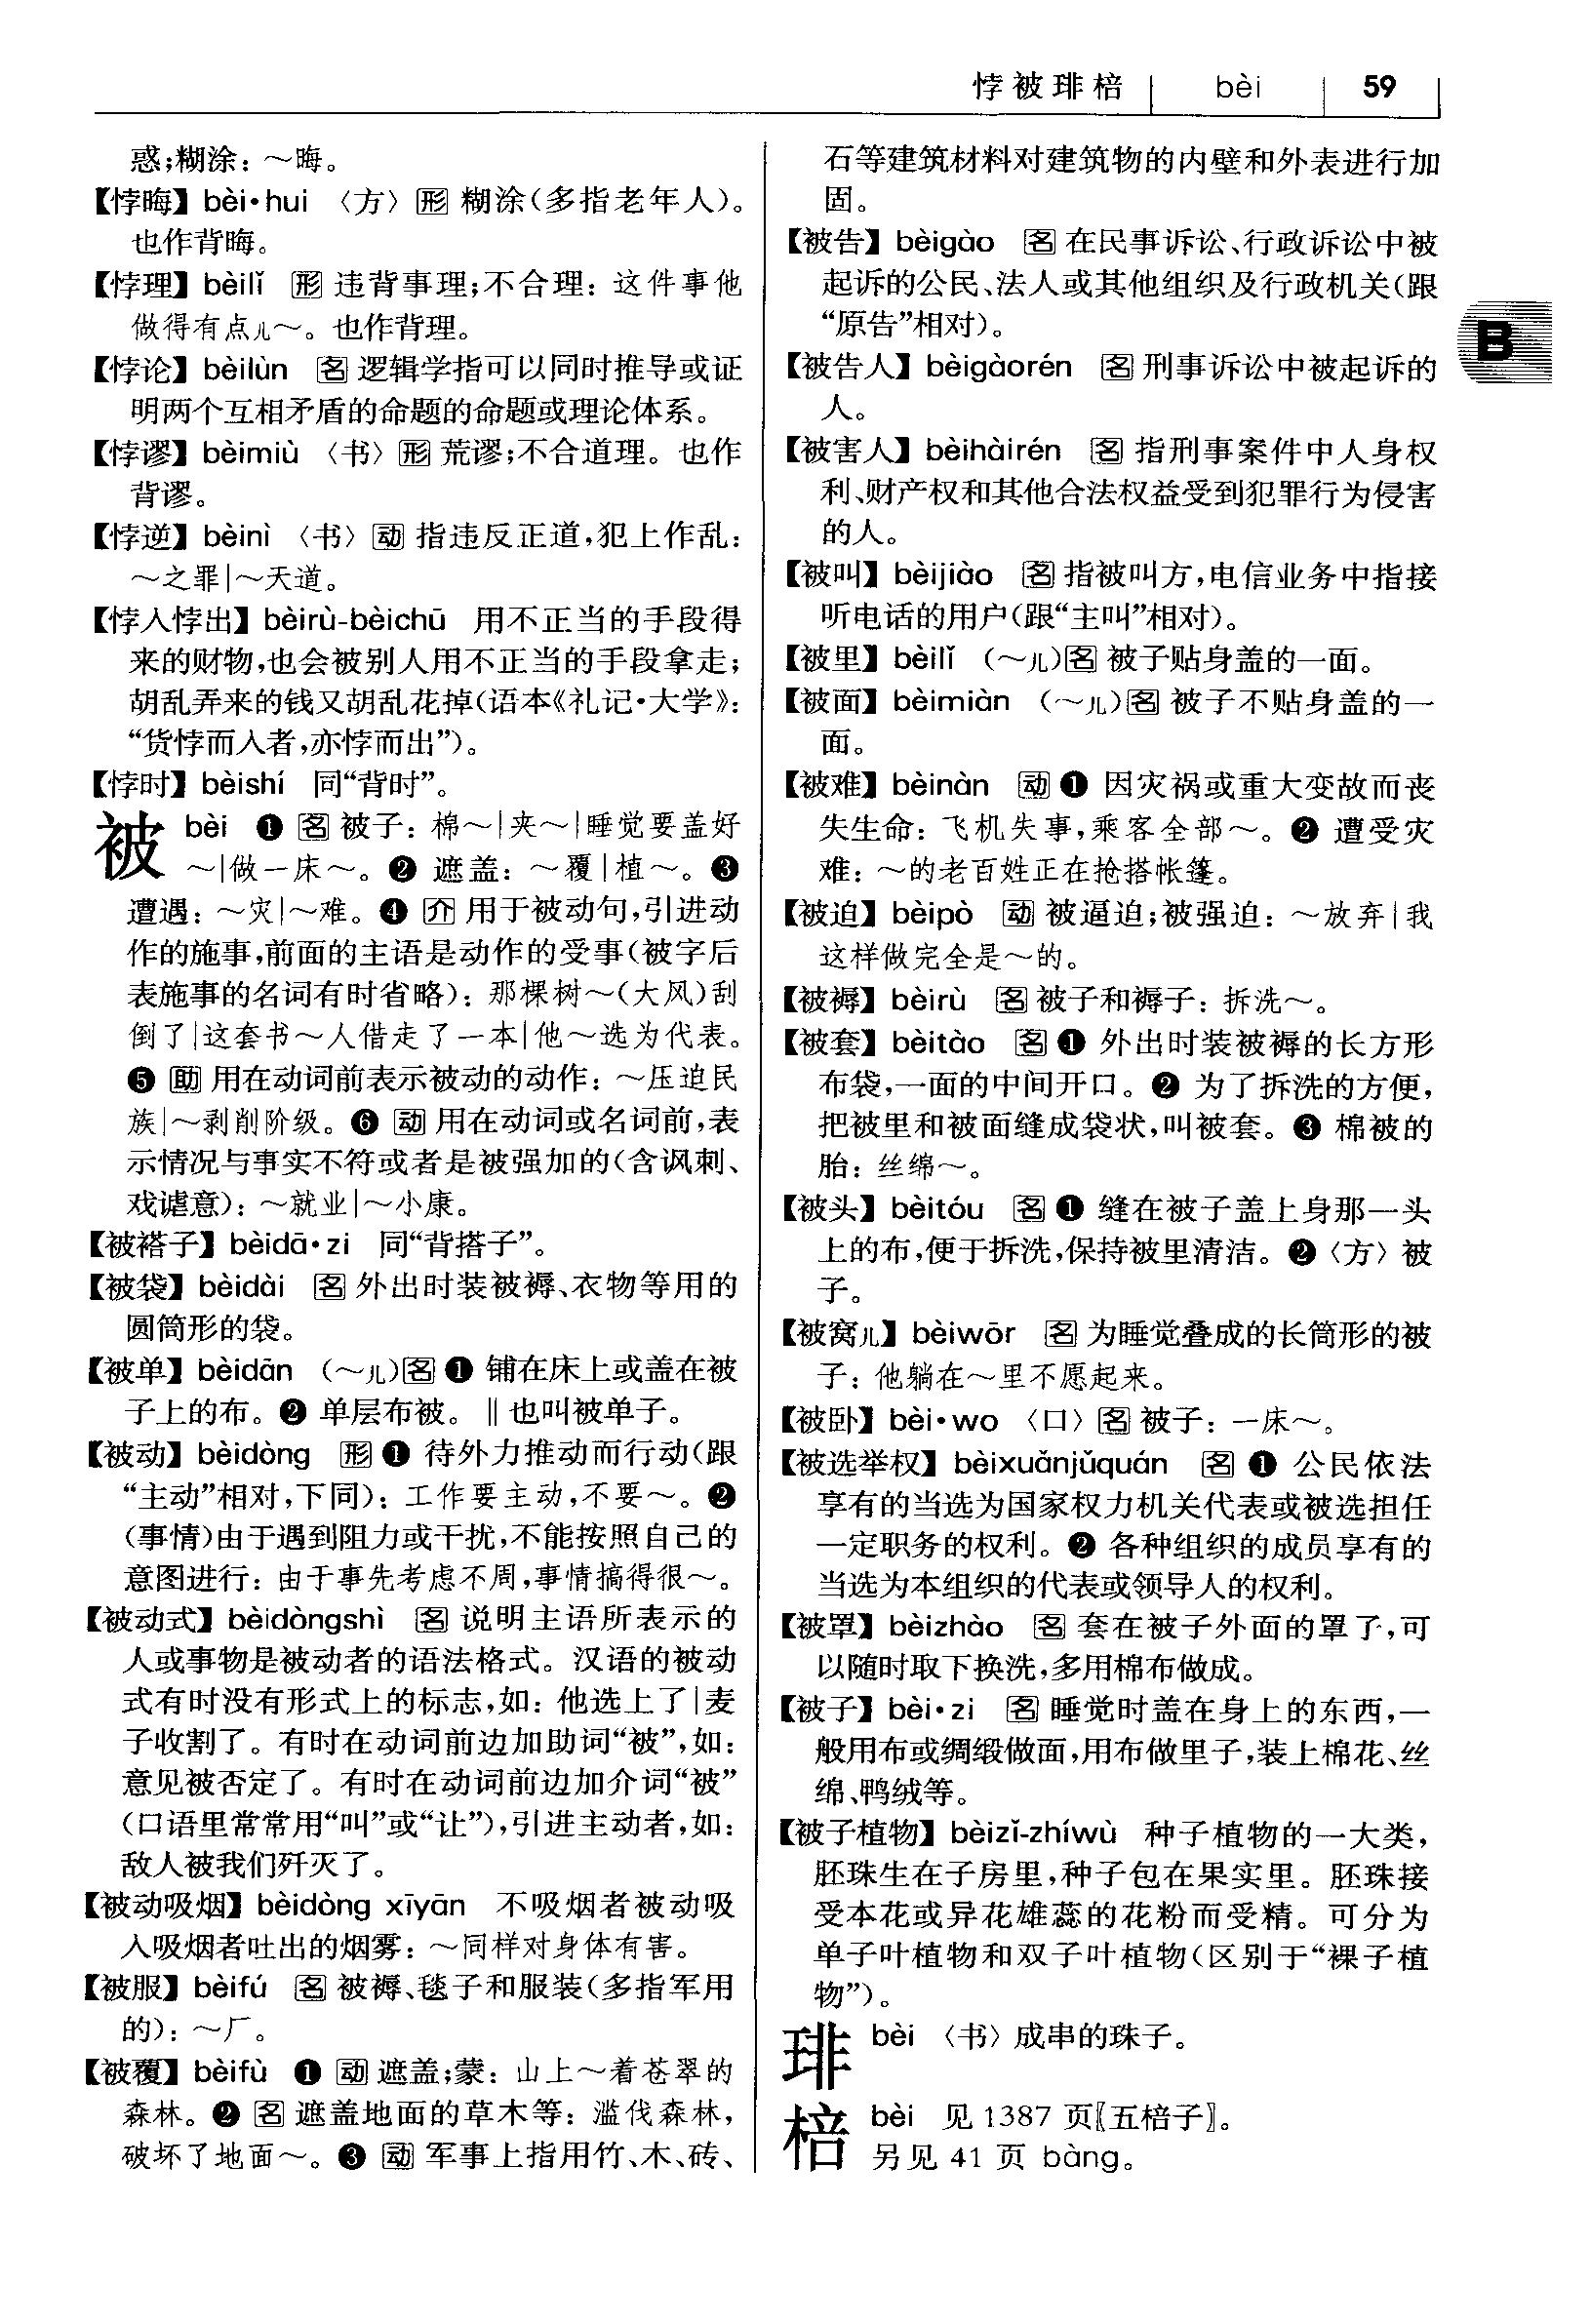 悖被琲棓 bèi 59
惑;糊涂：～晦。
【悖晦】bèi•hui 〈方〉形 糊涂(多指老年人)。
也作背晦。
【悖理】bèilǐ 形 违背事理;不合理：这件事他
做得有点儿～。也作背理。
【悖论】bèilùn 名 逻辑学指可以同时推导或证
明两个互相矛盾的命题的命题或理论体系。
【悖谬】bèimiù 〈书〉形 荒谬;不合道理。也作
背谬。
【悖逆】bèinì 〈书〉动 指违反正道,犯上作乱：
～之罪|～天道。
【悖入悖出】bèirù-bèichū 用不正当的手段得
来的财物,也会被别人用不正当的手段拿走;
胡乱弄来的钱又胡乱花掉(语本《礼记•大学》：
“货悖而入者,亦悖而出”)。
【悖时】bèishí 同“背时”。
被 bèi ❶ 名 被子：棉～|夹～|睡觉要盖好
～|做一床～。❷ 遮盖：～覆|植～。❸
遭遇：～灾|～难。❹ 介 用于被动句,引进动
作的施事,前面的主语是动作的受事(被字后
表施事的名词有时省略)：那棵树～(大风)刮
倒了|这套书～人借走了一本|他～选为代表。
❺ 助 用在动词前表示被动的动作：～压迫民
族|～剥削阶级。❻ 动 用在动词或名词前,表
示情况与事实不符或者是被强加的(含讽刺、
戏谑意)：～就业|～小康。
【被褡子】bèidā•zi 同“背搭子”。
【被袋】bèidài 名 外出时装被褥、衣物等用的
圆筒形的袋。
【被单】bèidān (～儿)名 ❶ 铺在床上或盖在被
子上的布。❷ 单层布被。‖也叫被单子。
【被动】bèidòng 形 ❶ 待外力推动而行动(跟
“主动”相对,下同)：工作要主动,不要～。❷
(事情)由于遇到阻力或干扰,不能按照自己的
意图进行：由于事先考虑不周,事情搞得很～。
【被动式】bèidòngshì 名 说明主语所表示的
人或事物是被动者的语法格式。汉语的被动
式有时没有形式上的标志,如：他选上了|麦
子收割了。有时在动词前边加助词“被”,如：
意见被否定了。有时在动词前边加介词“被”
(口语里常常用“叫”或“让”),引进主动者,如：
敌人被我们歼灭了。
【被动吸烟】bèidòng xīyān 不吸烟者被动吸
入吸烟者吐出的烟雾：～同样对身体有害。
【被服】bèifú 名 被褥、毯子和服装(多指军用
的)：～厂。
【被覆】bèifù ❶ 动 遮盖;蒙：山上～着苍翠的
森林。❷ 名 遮盖地面的草木等：滥伐森林,
破坏了地面～。❸ 动 军事上指用竹、木、砖、
石等建筑材料对建筑物的内壁和外表进行加
固。
【被告】bèigào 名 在民事诉讼、行政诉讼中被
起诉的公民、法人或其他组织及行政机关(跟
“原告”相对)。
B
【被告人】bèigàorén 名 刑事诉讼中被起诉的
人。
【被害人】bèihàirén 名 指刑事案件中人身权
利、财产权和其他合法权益受到犯罪行为侵害
的人。
【被叫】bèijiào 名 指被叫方,电信业务中指接
听电话的用户(跟“主叫”相对)。
【被里】bèilǐ (～儿)名 被子贴身盖的一面。
【被面】bèimiàn (～儿)名 被子不贴身盖的一
面。
【被难】bèinàn 动 ❶ 因灾祸或重大变故而丧
失生命：飞机失事,乘客全部～。❷ 遭受灾
难：～的老百姓正在抢搭帐篷。
【被迫】bèipò 动 被逼迫;被强迫：～放弃|我
这样做完全是～的。
【被褥】bèirù 名 被子和褥子：拆洗～。
【被套】bèitào 名 ❶ 外出时装被褥的长方形
布袋,一面的中间开口。❷ 为了拆洗的方便,
把被里和被面缝成袋状,叫被套。❸ 棉被的
胎：丝绵～。
【被头】bèitóu 名 ❶ 缝在被子盖上身那一头
上的布,便于拆洗,保持被里清洁。❷〈方〉被
子。
【被窝儿】bèiwōr 名 为睡觉叠成的长筒形的被
子：他躺在～里不愿起来。
【被卧】bèi•wo 〈口〉名 被子：一床～。
【被选举权】bèixuǎnjǔquán 名 ❶ 公民依法
享有的当选为国家权力机关代表或被选担任
一定职务的权利。❷ 各种组织的成员享有的
当选为本组织的代表或领导人的权利。
【被罩】bèizhào 名 套在被子外面的罩子,可
以随时取下换洗,多用棉布做成。
【被子】bèi•zi 名 睡觉时盖在身上的东西,一
般用布或绸缎做面,用布做里子,装上棉花、丝
绵、鸭绒等。
【被子植物】bèizǐ-zhíwù 种子植物的一大类,
胚珠生在子房里,种子包在果实里。胚珠接
受本花或异花雄蕊的花粉而受精。可分为
单子叶植物和双子叶植物(区别于“裸子植
物”)。
琲 bèi 〈书〉成串的珠子。
棓 bèi 见 1387 页〖五棓子〗。
另见 41 页 bàng。